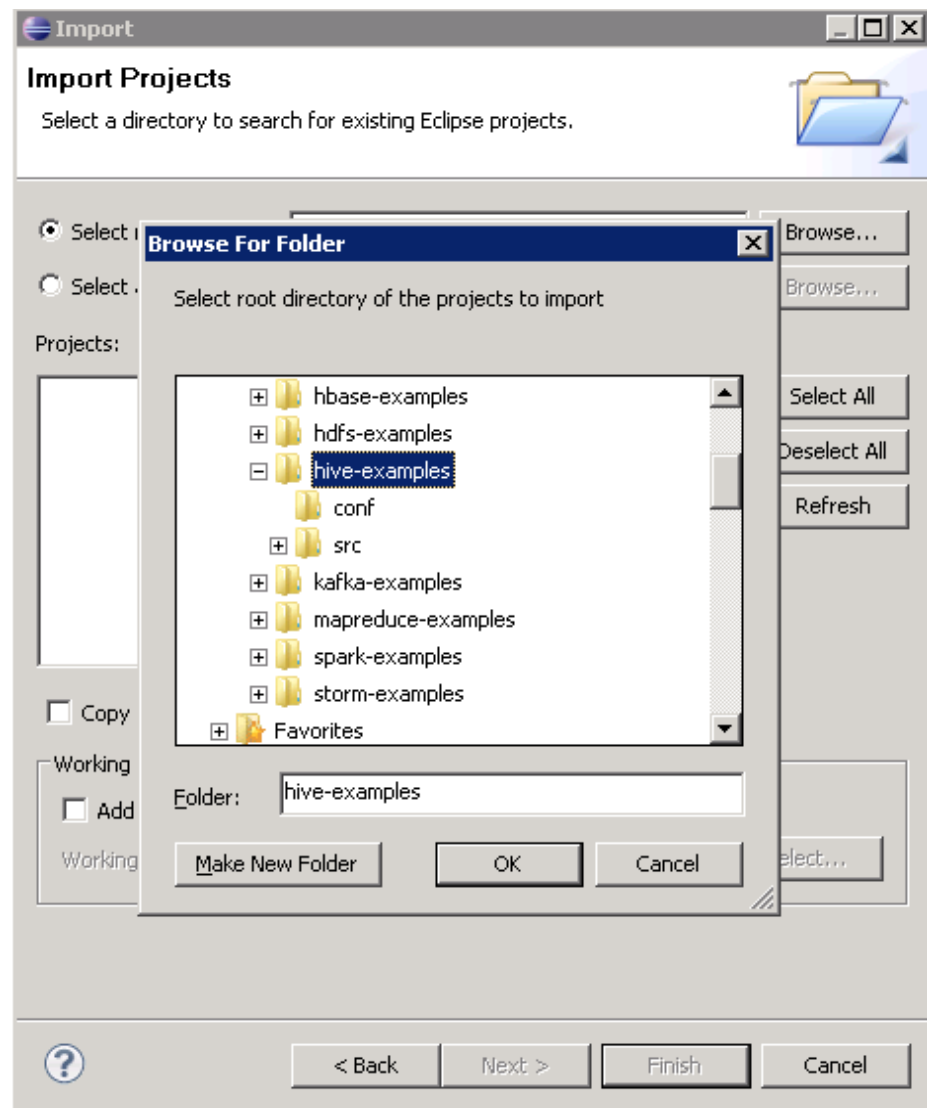 Import
Import Projects
Select a directory to search for existing Eclipse projects.
Select
Browse...
Browse For Folder
Select
Browse...
Select root directory of the projects to import
Projects:
hbase-examples
Select All
hdfs-examples
Deselect All
hive-examples
conf
Refresh
src
kafka-examples
mapreduce-examples
spark-examples
storm-examples
Copy
Favorites
Working
Add
Folder:
hive-examples
Working
Make New Folder
OK
Cancel
elect...
?
< Back
Next >
Finish
Cancel